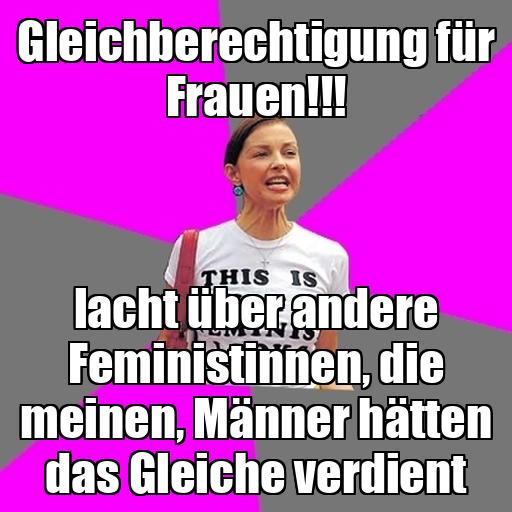 Gleichberechtigung für
Frauen!!!
THIS IS
lacht über andere
Feministinnen, die
meinen, Männer hätten
das Gleiche verdient